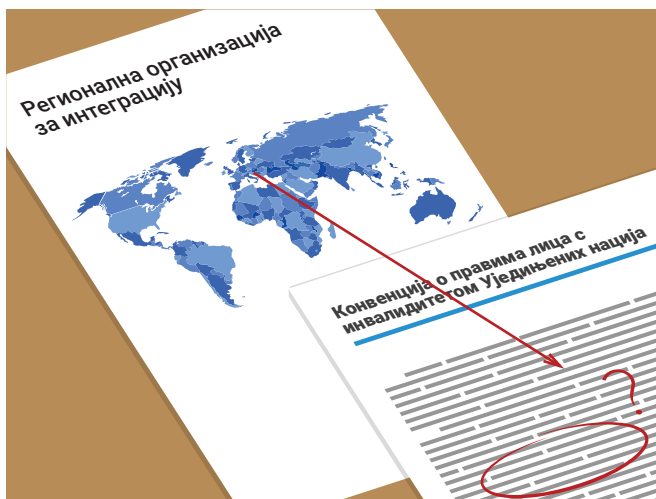 Регионална организација
за интеграцију
Конвенција о правима лица с
инвалидитетом Уједињених нација
?